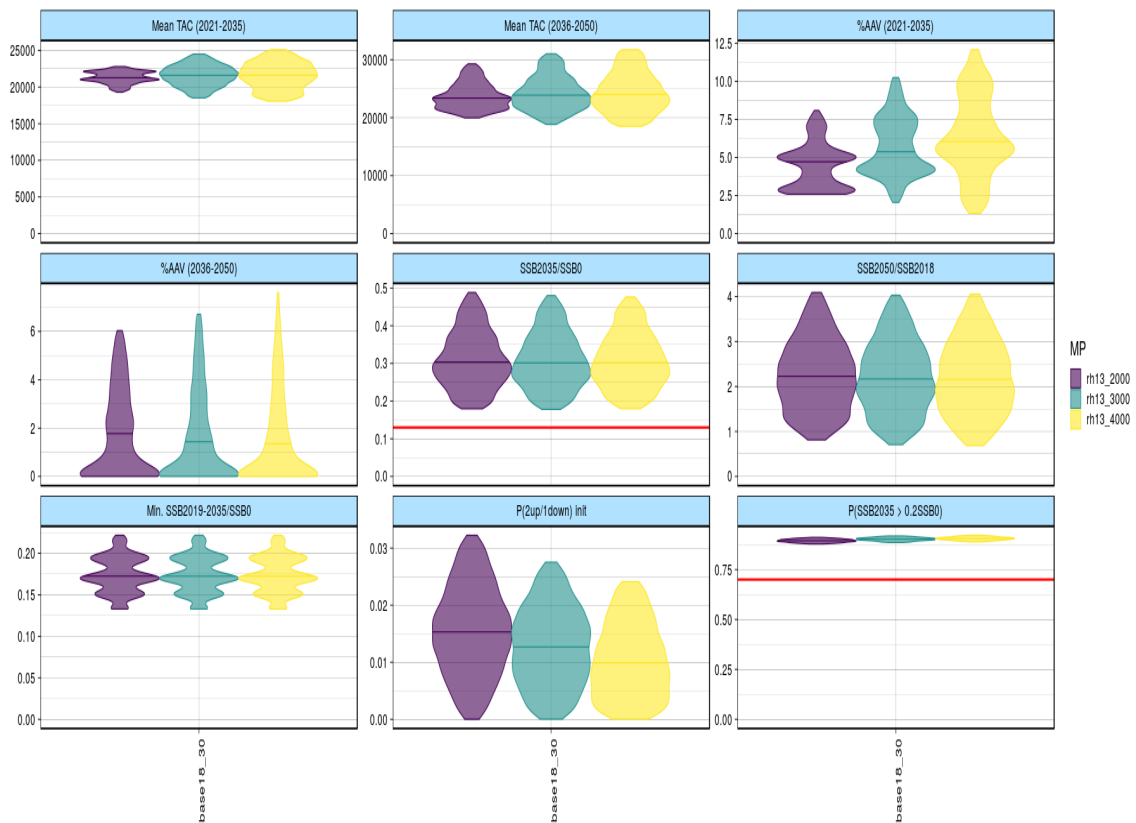 Mean TAC (2021-2035)
25000
20000
15000
10000
5000
0
Mean TAC (2036-2050)
30000
20000
10000
0
%AAV (2021-2035)
12.5
10.0
7.5
5.0
2.5
0.0
%AAV (2036-2050)
6
4
2
0
SSB2035/SSB0
0.5
0.4
0.3
0.2
0.1
0.0
SSB2050/SSB2018
4
3
2
1
0
MP
rh13_2000
rh13_3000
rh13_4000
Min. SSB2019-2035/SSB0
0.20
0.15
0.10
0.05
0.00
base18_30
P(2up/1down) init
0.03
0.02
0.01
0.00
base18_30
P(SSB2035 > 0.2SSB0)
0.75
0.50
0.25
0.00
base18_30